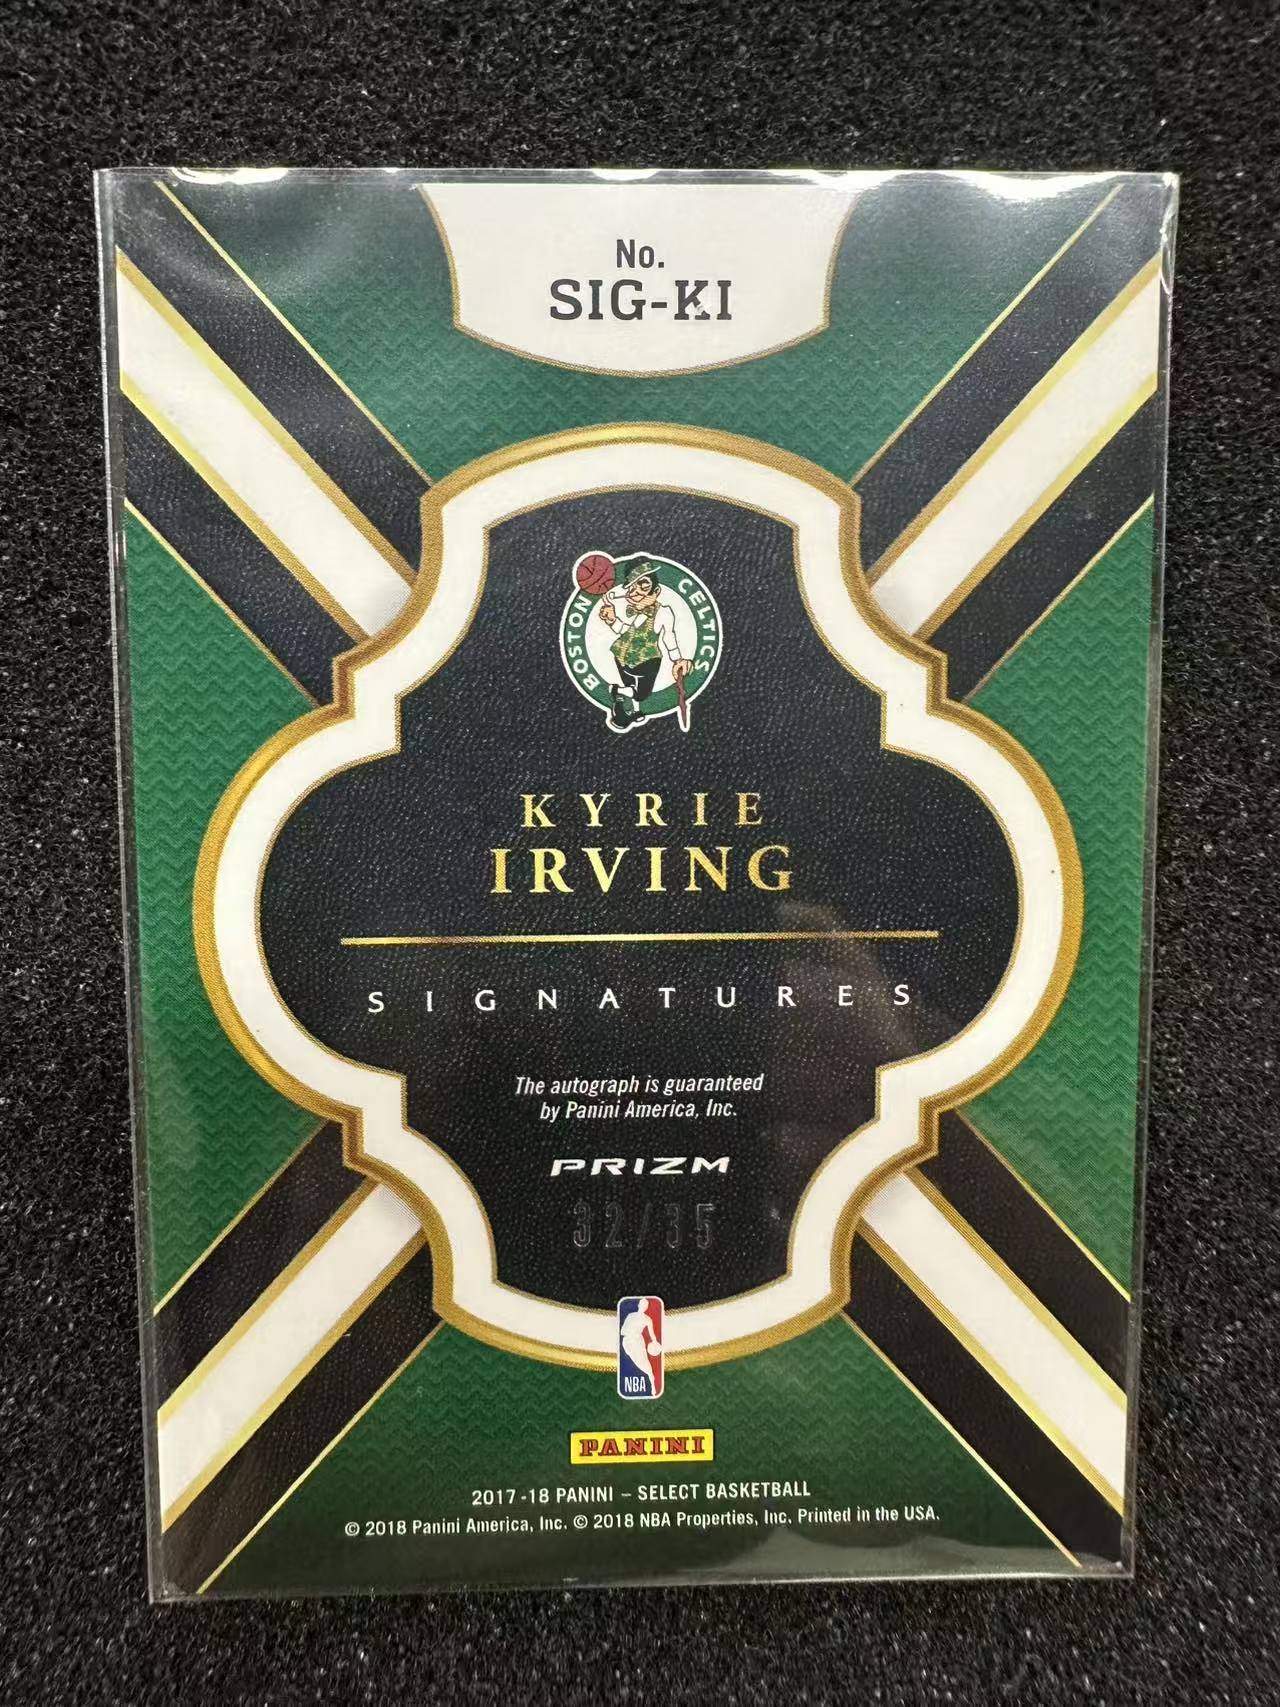 No.
SIG-KI
BOSTON CELTICS
KYRIE
IRVING
SIGNATURES
The autograph is guaranteed
by Panini America, Inc.
PRIZM
32/35
NBA
PANINI
2017-18 PANINI – SELECT BASKETBALL
© 2018 Panini America, Inc. © 2018 NBA Properties, Inc. Printed in the USA.